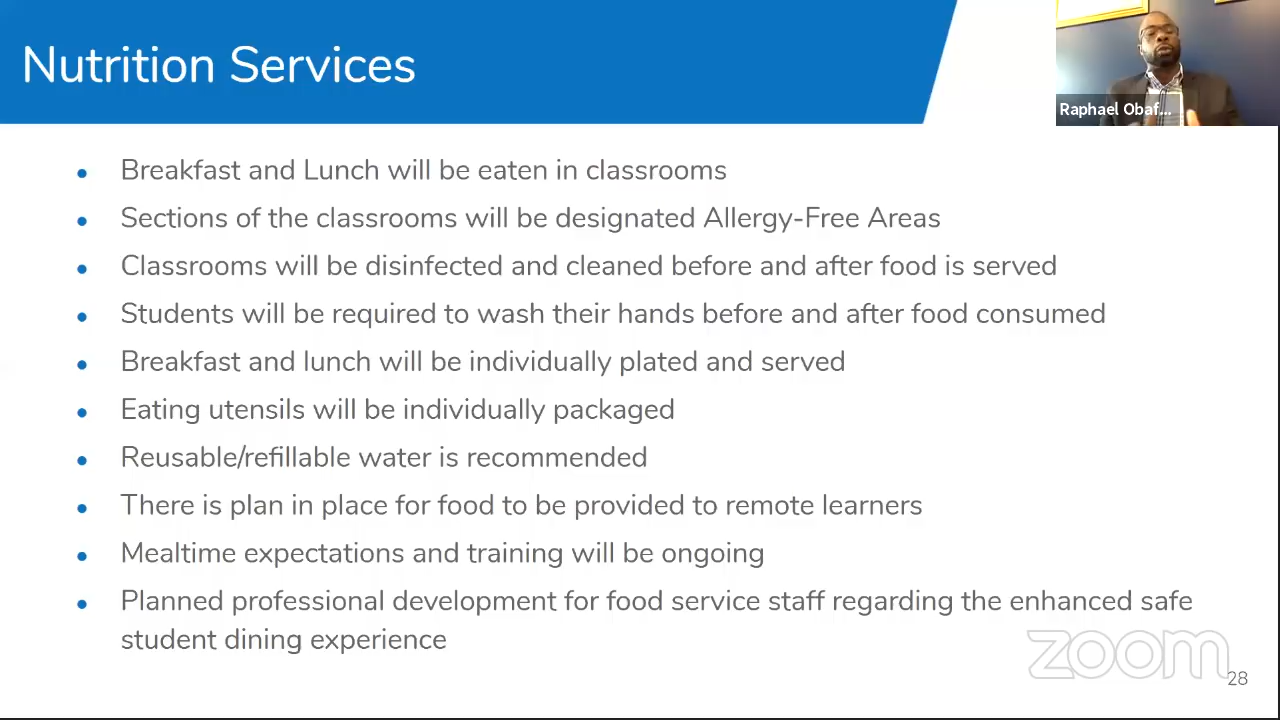 Nutrition Services
Raphael Obaf...
• Breakfast and Lunch will be eaten in classrooms
• Sections of the classrooms will be designated Allergy-Free Areas
• Classrooms will be disinfected and cleaned before and after food is served
• Students will be required to wash their hands before and after food consumed
• Breakfast and lunch will be individually plated and served
• Eating utensils will be individually packaged
• Reusable/refillable water is recommended
• There is plan in place for food to be provided to remote learners
• Mealtime expectations and training will be ongoing
• Planned professional development for food service staff regarding the enhanced safe
student dining experience
zoom
28